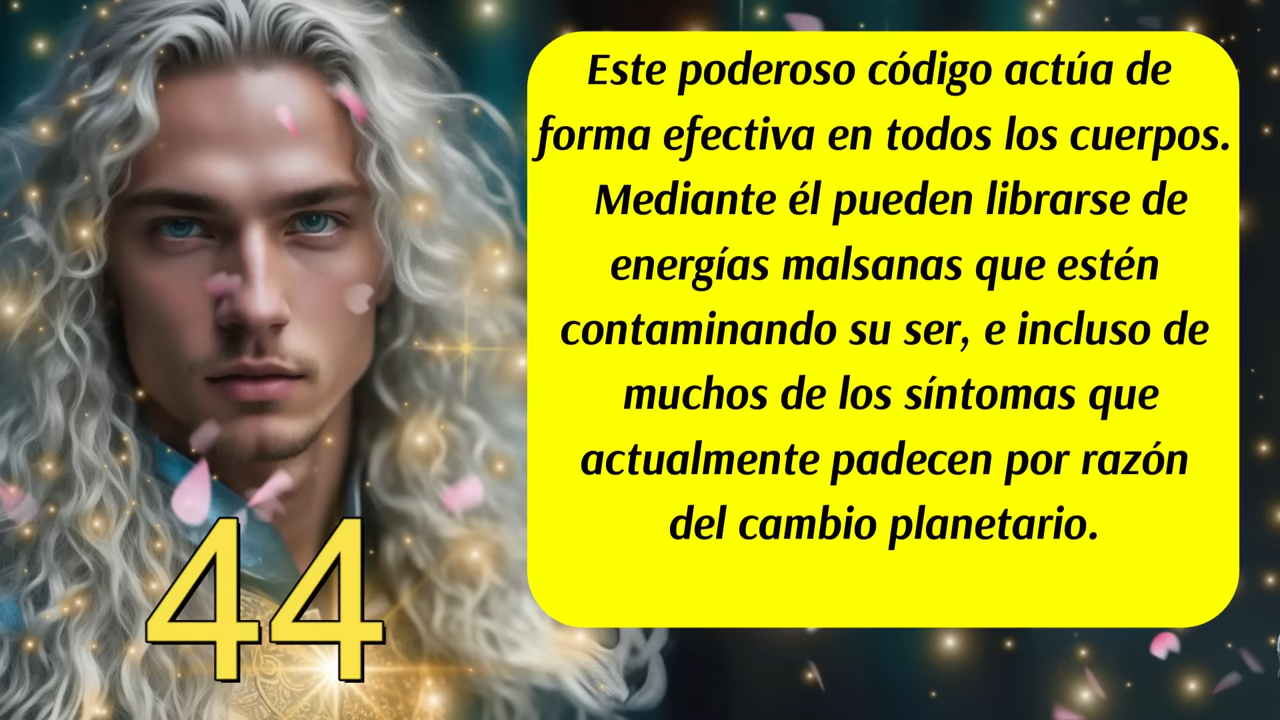 Este poderoso código actúa de
forma efectiva en todos los cuerpos.
Mediante él pueden librarse de
energías malsanas que estén
contaminando su ser, e incluso de
muchos de los síntomas que
actualmente padecen por razón
del cambio planetario.
44